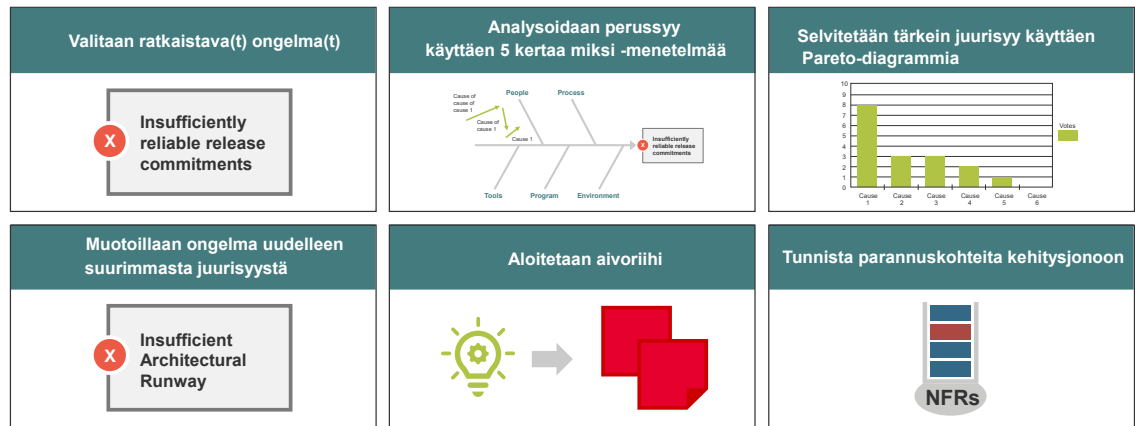 Valitaan ratkaistava(t) ongelma(t)
X
Insufficiently
reliable release
commitments
Analysoidaan perussyy
käyttäen 5 kertaa miksi -menetelmää
Cause of
cause of
cause 1
Cause of
cause 1
Cause 1
People
Process
X
Insufficiently
reliable release
commitments
Tools
Program
Environment
Selvitetään tärkein juurisyy käyttäen
Pareto-diagrammia
10
9
8
7
6
5
4
3
2
1
0
Cause
1
Cause
2
Cause
3
Cause
4
Cause
5
Cause
6
Votes
Muotoillaan ongelma uudelleen
suurimmasta juurisyystä
X
Insufficient
Architectural
Runway
Aloitetaan aivoriihi
Tunnista parannuskohteita kehitysjonoon
NFRs